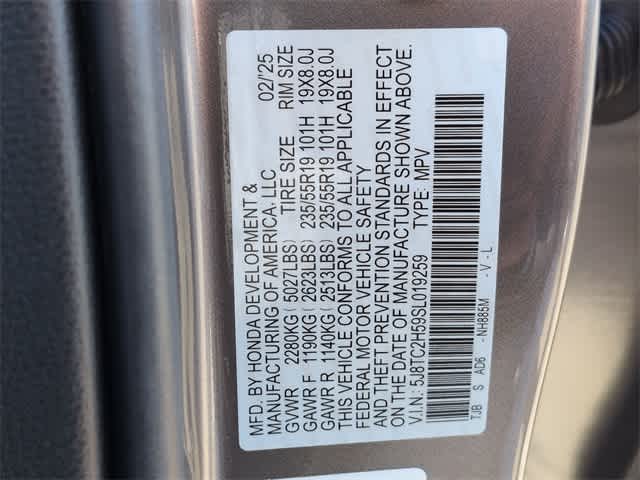 MFD. BY HONDA DEVELOPMENT & 02/'25
MANUFACTURING OF AMERICA, LLC
GVWR 2280KG ( 5027LBS) TIRE SIZE RIM SIZE
GAWR F 1190KG ( 2623LBS) 235/55R19 101H 19X8.0J
GAWR R 1140KG ( 2513LBS) 235/55R19 101H 19X8.0J
THIS VEHICLE CONFORMS TO ALL APPLICABLE
FEDERAL MOTOR VEHICLE SAFETY
AND THEFT PREVENTION STANDARDS IN EFFECT
ON THE DATE OF MANUFACTURE SHOWN ABOVE.
V.I.N: 5J8TC2H59SL019259 TYPE: MPV
TJB S AD6 -NH885M -V-L